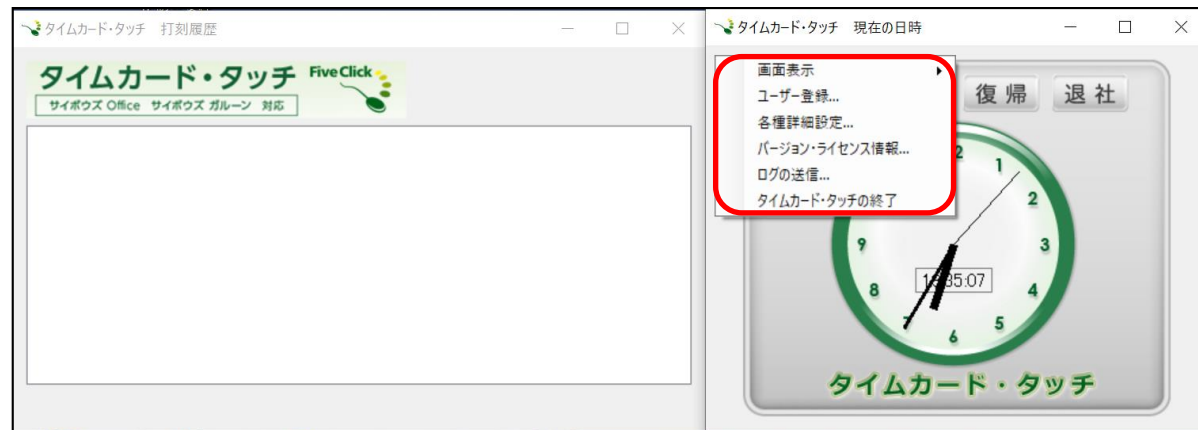 タイムカード・タッチ 打刻履歴
タイムカード・タッチ FiveClick
サイボウズ Office サイボウズ ガルーン 対応
タイムカード・タッチ 現在の日時
画面表示
ユーザー登録...
各種詳細設定...
バージョン・ライセンス情報...
ログの送信...
タイムカード・タッチの終了
復帰 退社
2
1
2
3
4
5
6
7
8
9
35:07
タイムカード・タッチ